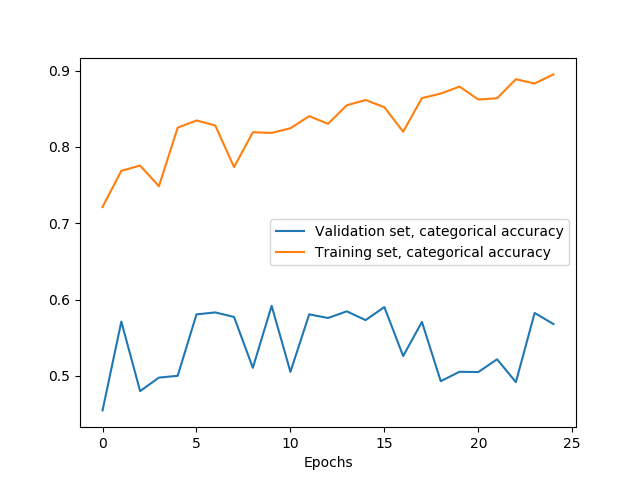 0.9
0.8
0.7
0.6
0.5
Validation set, categorical accuracy
Training set, categorical accuracy
0 5 10 15 20 25
Epochs